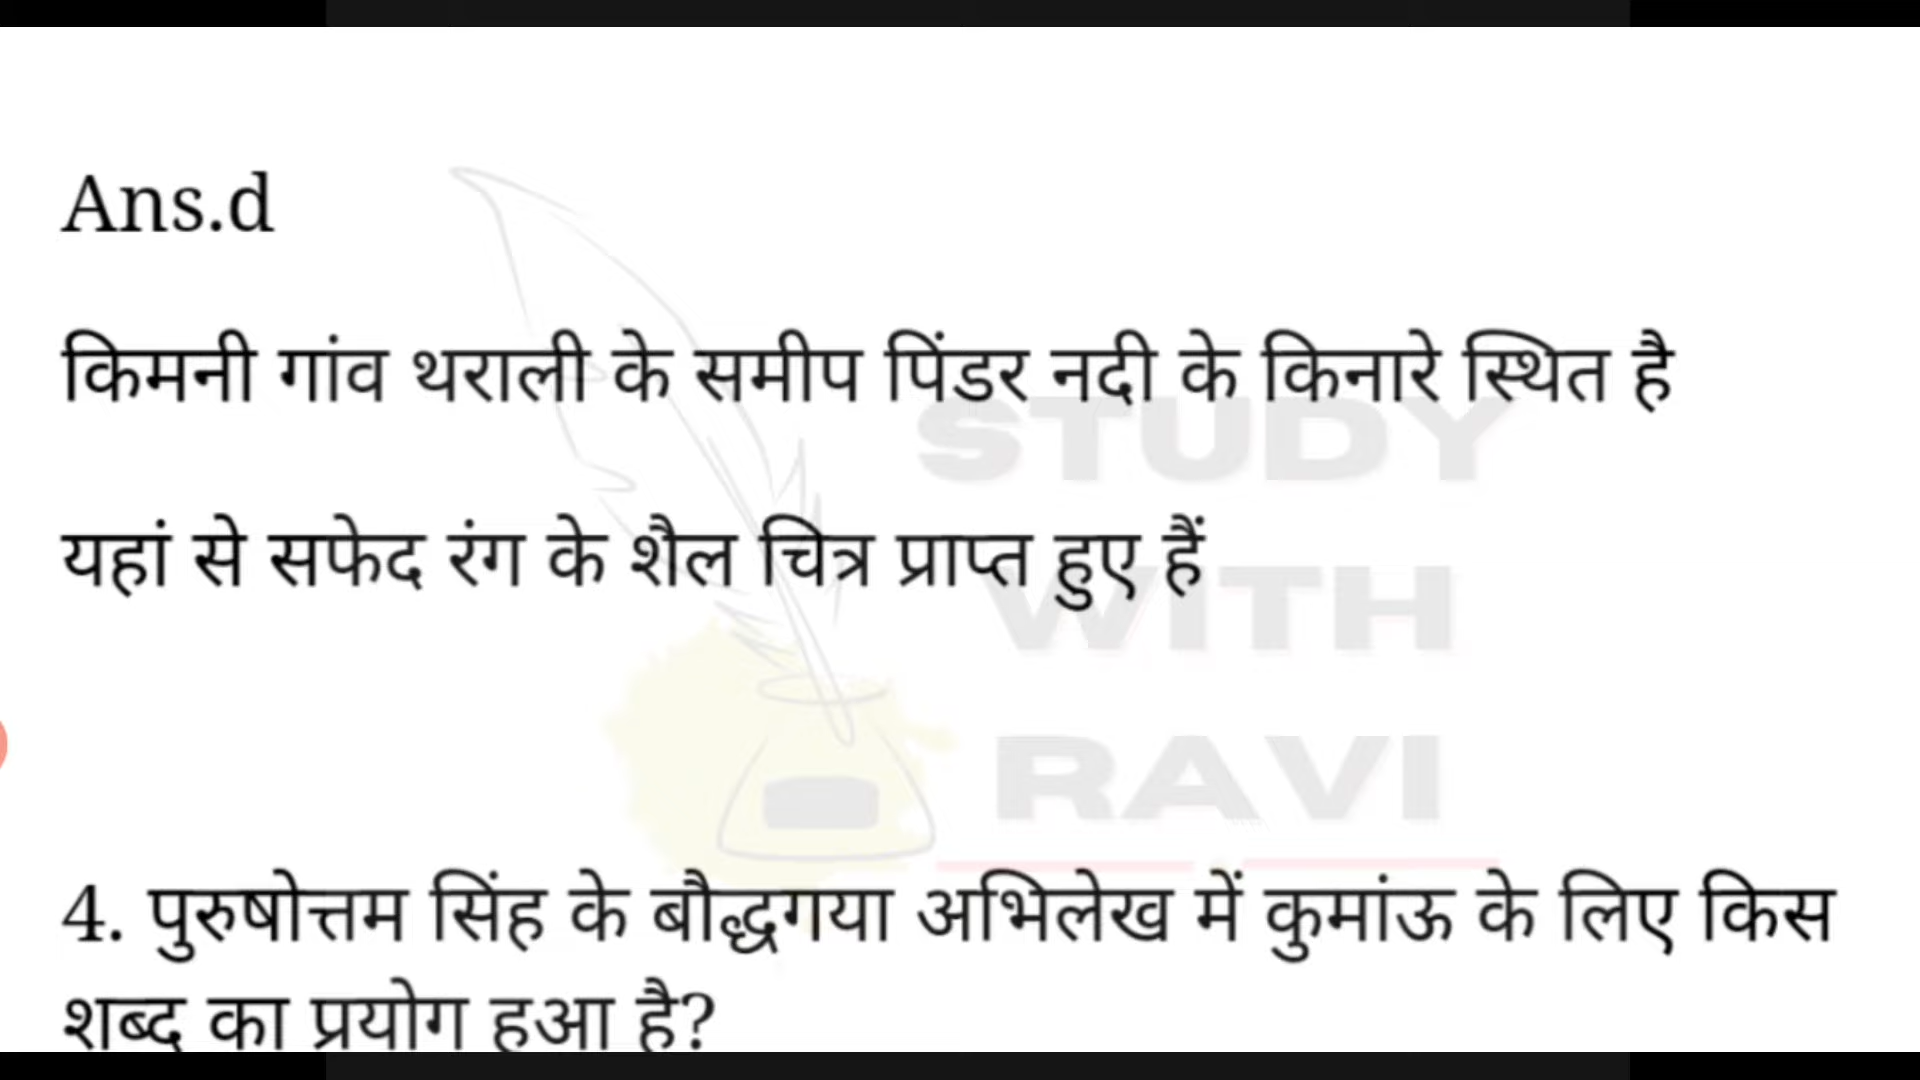 Ans.d
किमनी गांव थराली के समीप पिंडर नदी के किनारे स्थित है
STUDY
यहां से सफेद रंग के शैल चित्र प्राप्त हुए हैं
WITH
RAVI
4. पुरुषोत्तम सिंह के बौद्धगया अभिलेख में कुमांऊ के लिए किस
शब्द का प्रयोग हुआ है?